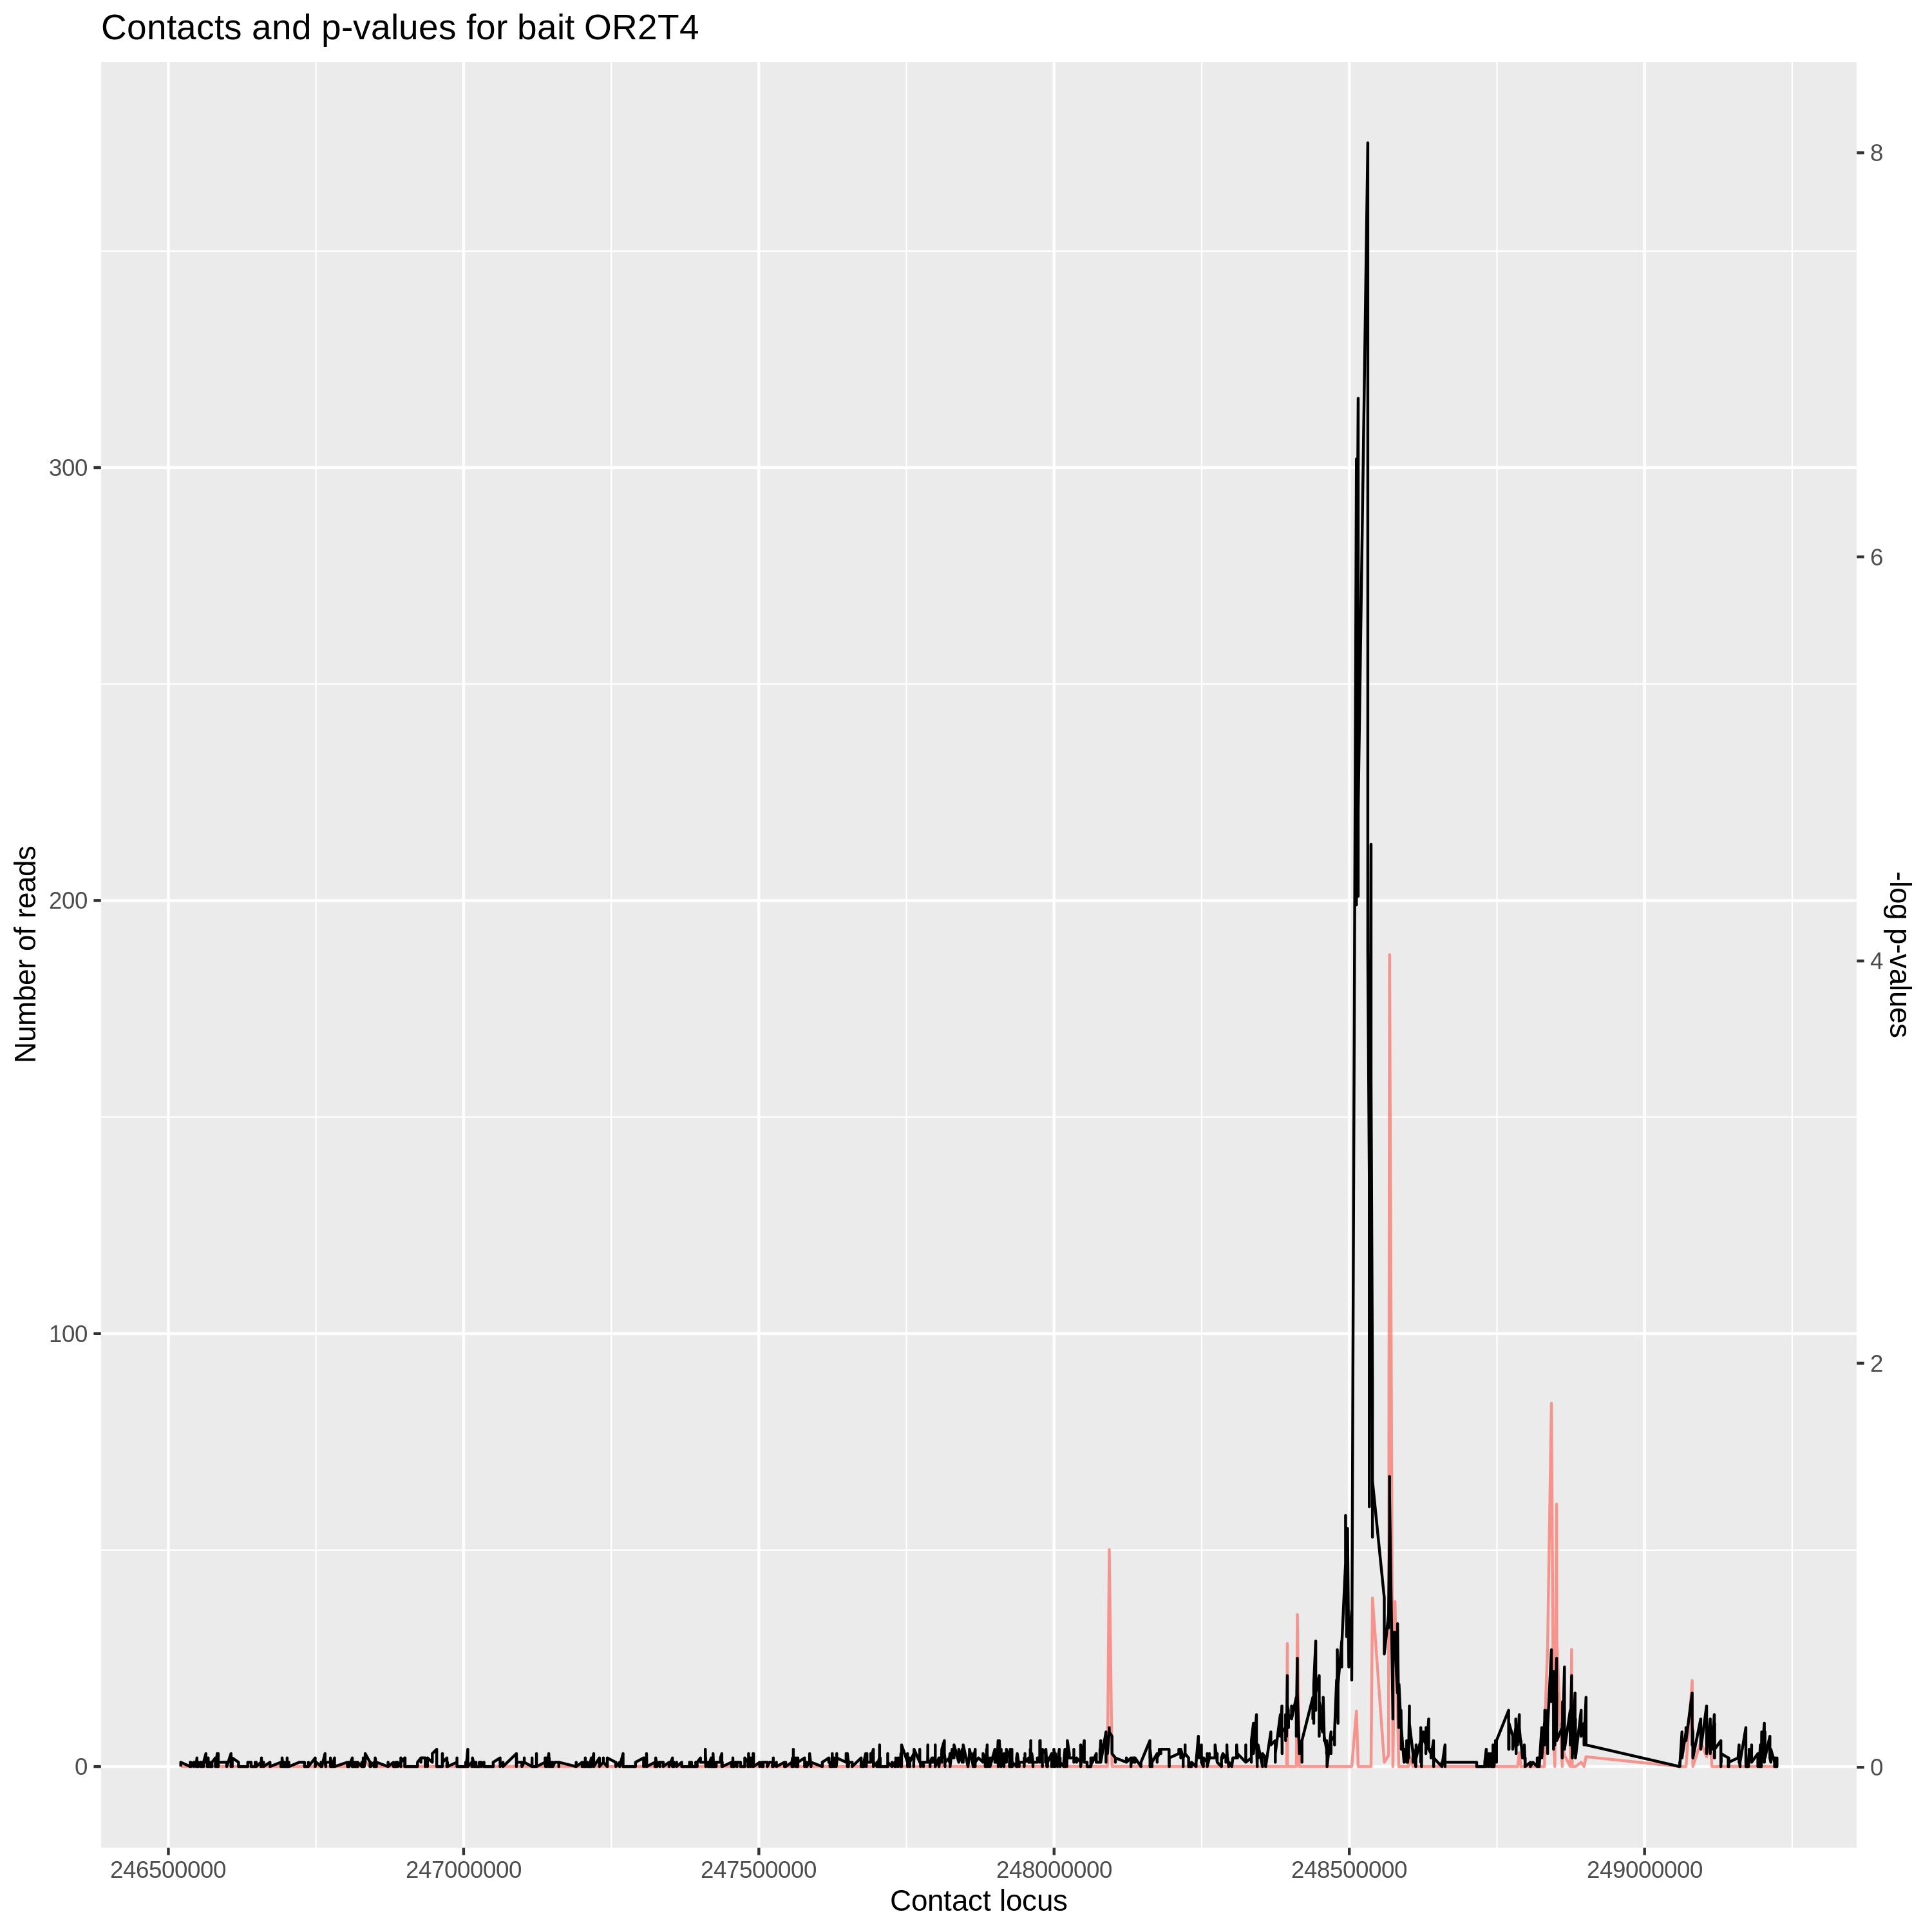 Contacts and p-values for bait OR2T4
Number of reads
300
200
100
0
8
6
4
2
0
-log p-values
246500000 247000000 247500000 248000000 248500000 249000000
Contact locus